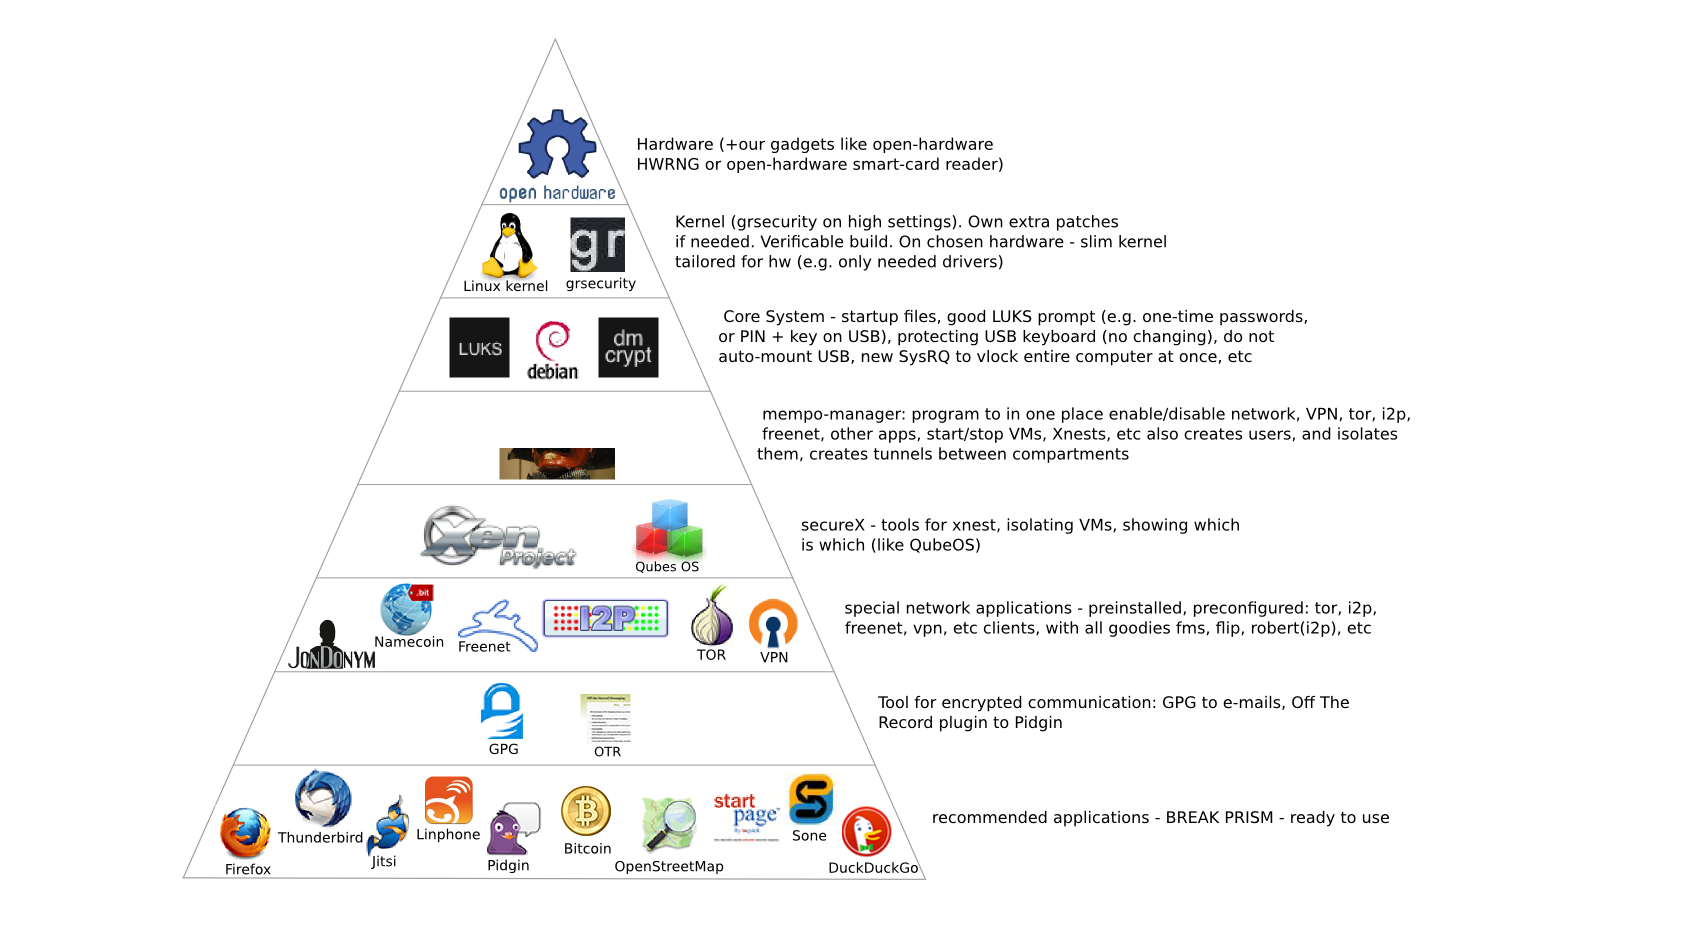 open hardware
Hardware (+our gadgets like open-hardware
HWRNG or open-hardware smart-card reader)
gr
Linux kernel
grsecurity
Kernel (grsecurity on high settings). Own extra patches
if needed. Verificable build. On chosen hardware - slim kernel
tailored for hw (e.g. only needed drivers)
LUKS
debian
dm
crypt
Core System - startup files, good LUKS prompt (e.g. one-time passwords,
or PIN + key on USB), protecting USB keyboard (no changing), do not
auto-mount USB, new SysRQ to vlock entire computer at once, etc
mempo-manager: program to in one place enable/disable network, VPN, tor, i2p,
freenet, other apps, start/stop VMs, Xnests, etc also creates users, and isolates
them, creates tunnels between compartments
Xen
Project
Qubes OS
secureX - tools for xnest, isolating VMs, showing which
is which (like QubeOS)
JONDONYM
.bit
Namecoin
Freenet
I2P
TOR
VPN
special network applications - preinstalled, preconfigured: tor, i2p,
freenet, vpn, etc clients, with all goodies fms, flip, robert(i2p), etc
GPG
OTR
Tool for encrypted communication: GPG to e-mails, Off The
Record plugin to Pidgin
Firefox
Thunderbird
Jitsi
Linphone
Pidgin
Bitcoin
OpenStreetMap
start
page
Sone
DuckDuckGo
recommended applications - BREAK PRISM - ready to use